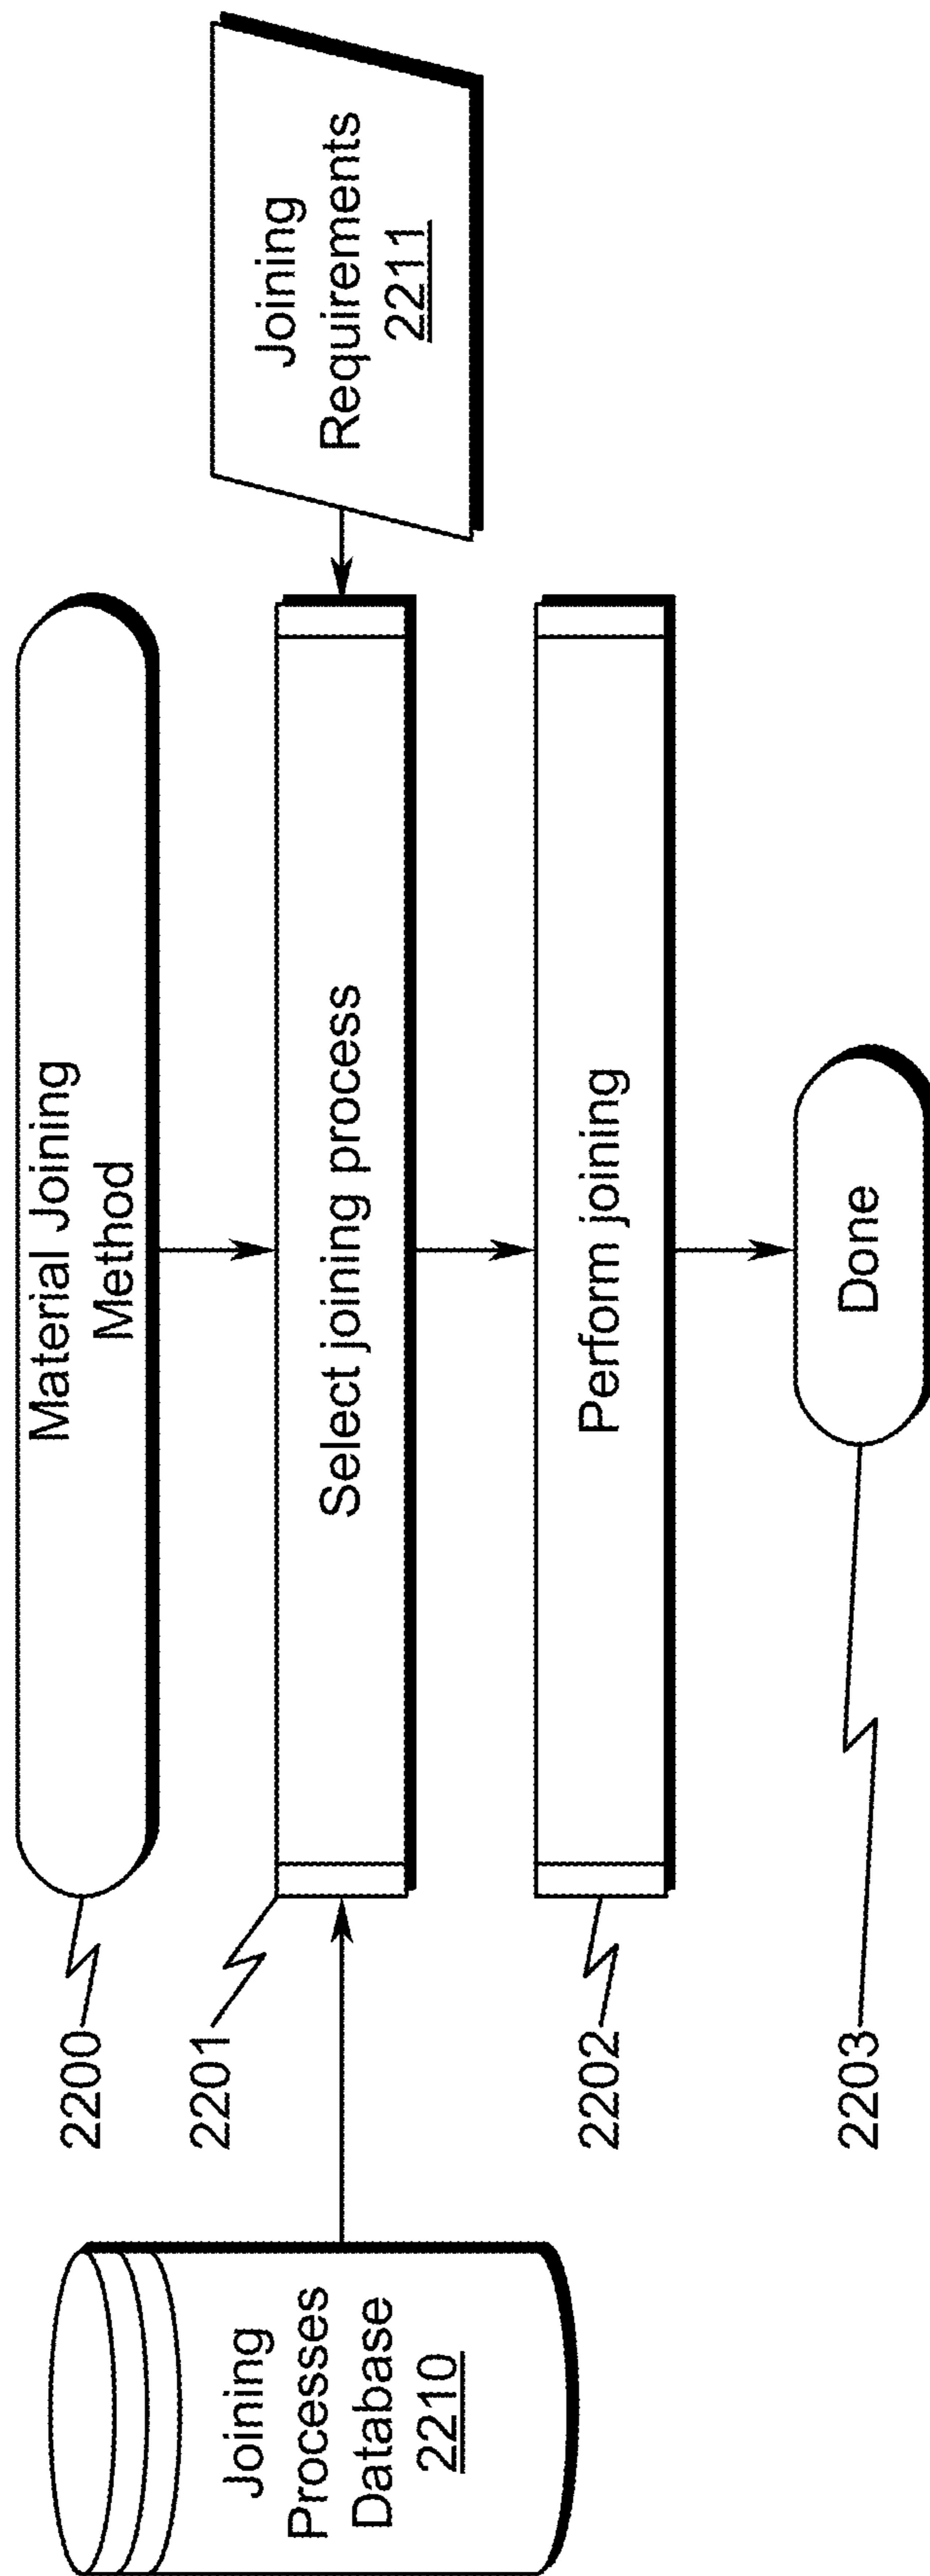 Material Joining
Method
2200
Joining
Processes
Database
2210
2201
Select joining process
Joining
Requirements
2211
2202
Perform joining
2203
Done